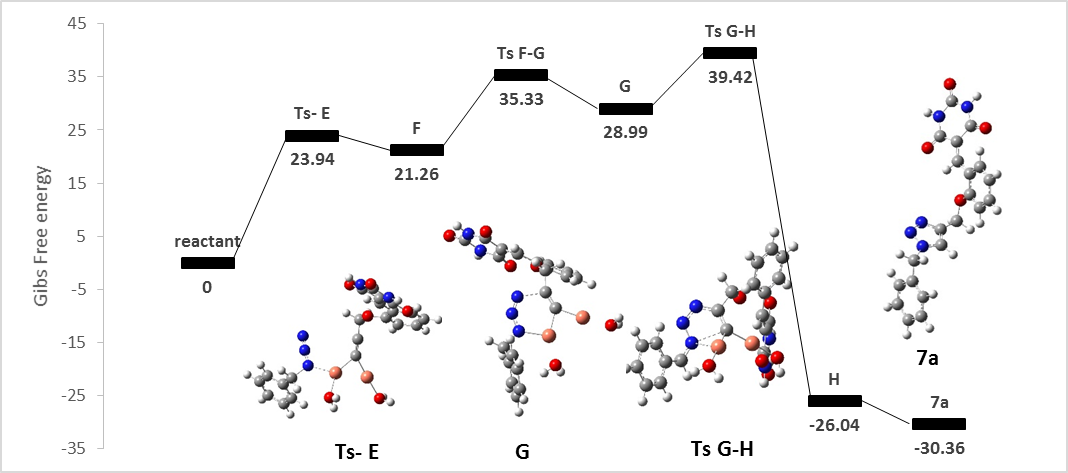 Gibs Free energy
45
35
25
15
5
-5
-15
-25
-35
reactant
0
Ts- E
23.94
F
21.26
Ts F-G
35.33
G
28.99
Ts G-H
39.42
H
-26.04
7a
-30.36
Ts- E
G
Ts G-H
7a